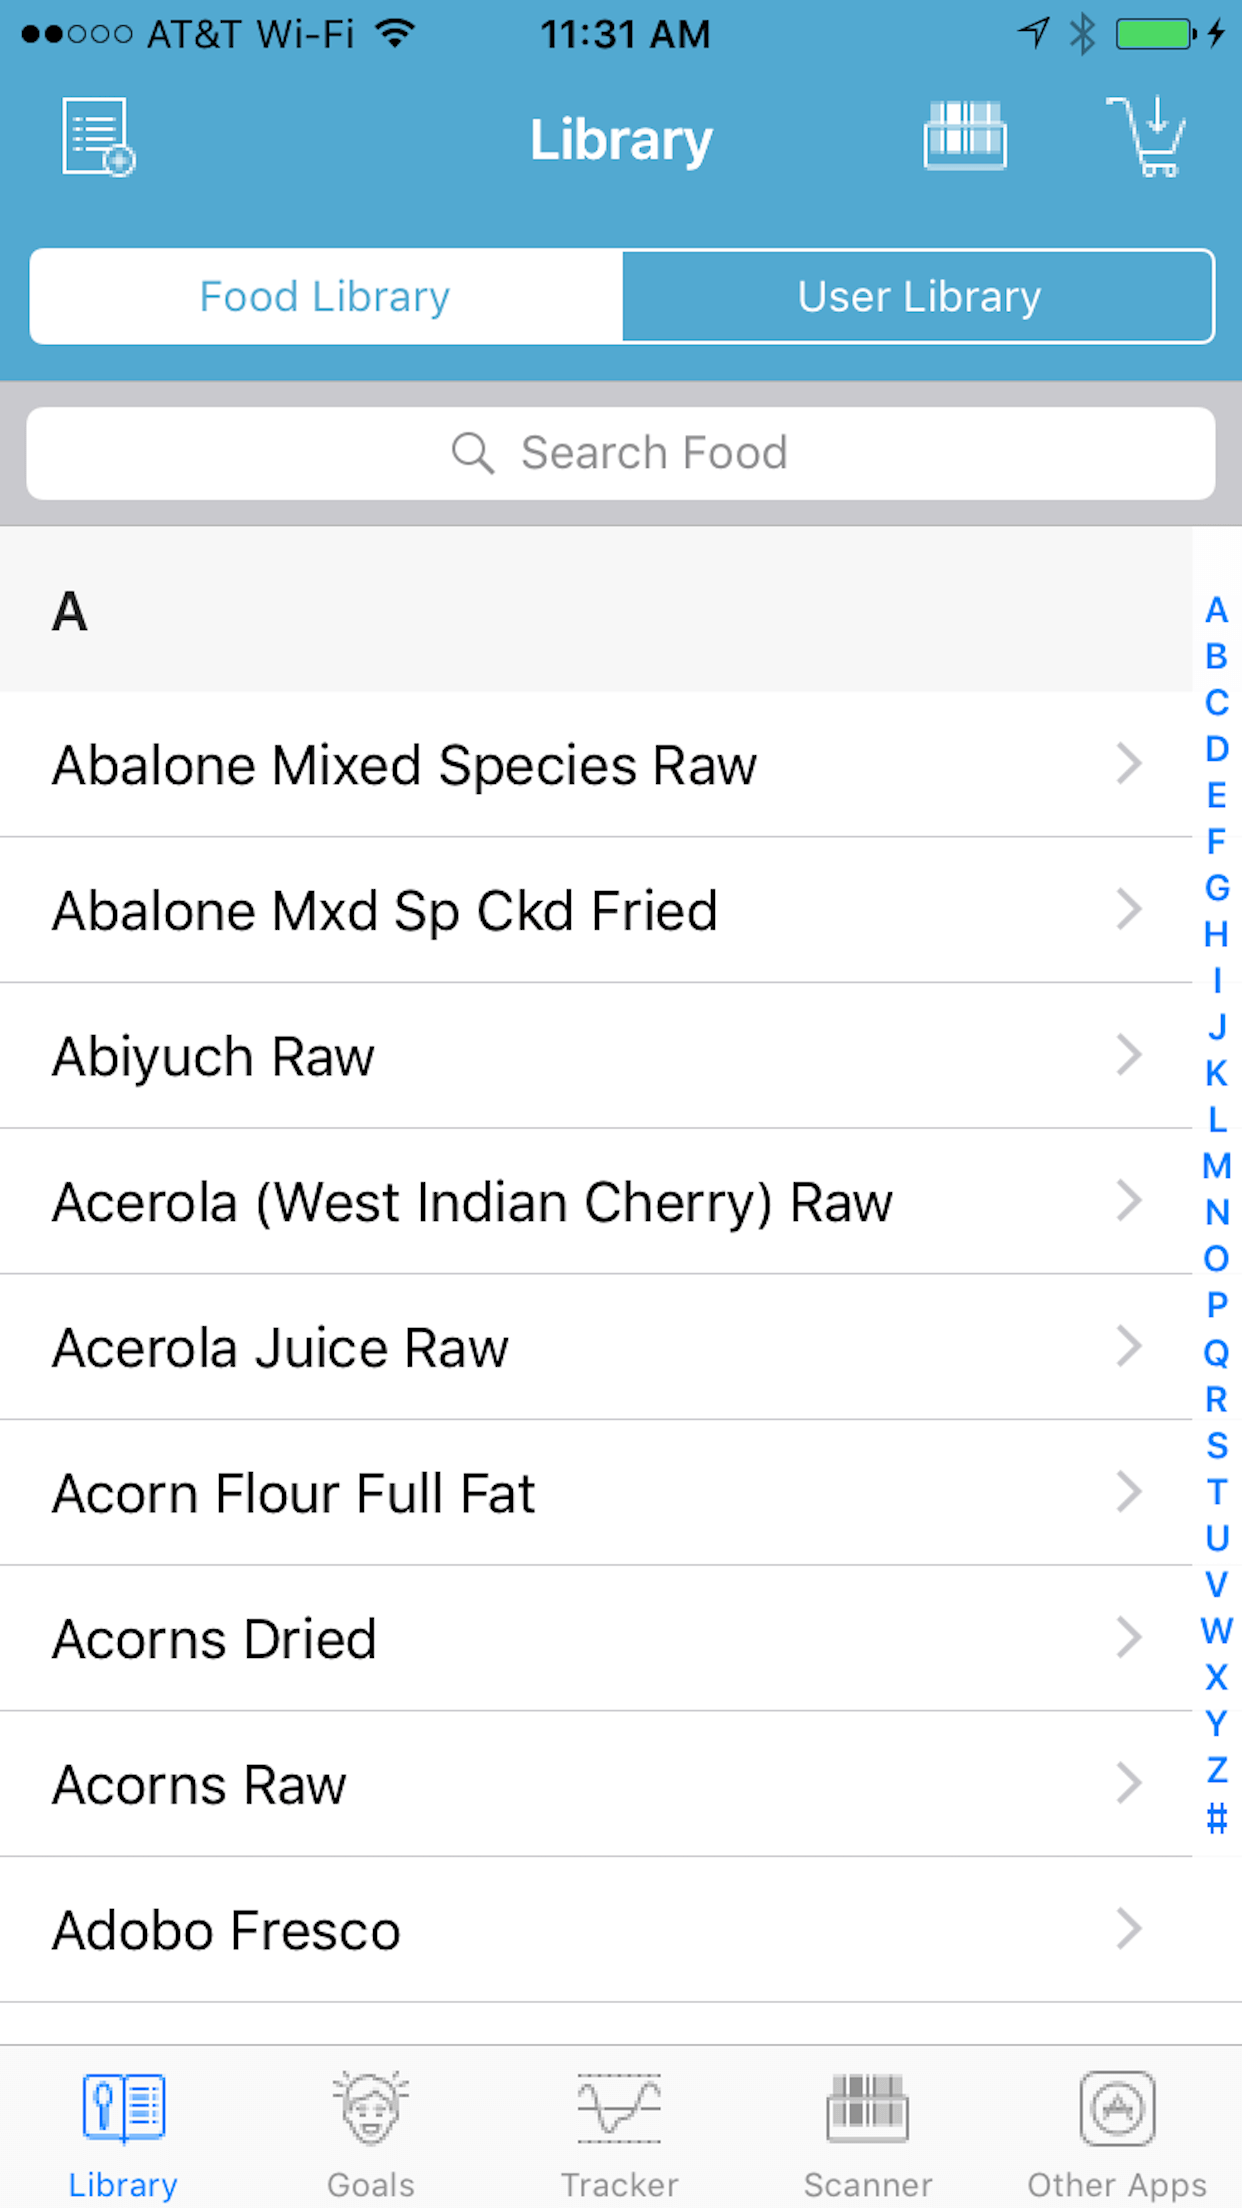 AT&T Wi-Fi 11:31 AM
Library
Food Library User Library
Search Food
A
Abalone Mixed Species Raw
Abalone Mxd Sp Ckd Fried
Abiyuch Raw
Acerola (West Indian Cherry) Raw
Acerola Juice Raw
Acorn Flour Full Fat
Acorns Dried
Acorns Raw
Adobo Fresco
A
B
C
D
E
F
G
H
I
J
K
L
M
N
O
P
Q
R
S
T
U
V
W
X
Y
Z
#
Library Goals Tracker Scanner Other Apps